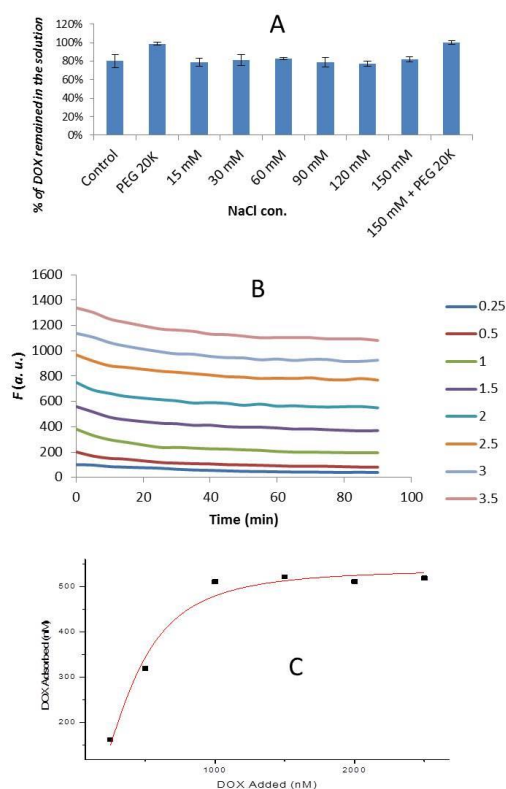 A
% of DOX remained in the solution
120%
100%
80%
60%
40%
20%
0%
Control
PEG 20K
15 mM
30 mM
60 mM
90 mM
120 mM
150 mM
150 mM + PEG 20K
NaCl con.
B
F (a. u.)
1600
1400
1200
1000
800
600
400
200
0
0 20 40 60 80 100
Time (min)
0.25
0.5
1
1.5
2
2.5
3
3.5
C
DOX Adsorbed (nM)
500
400
300
200
1000 2000
DOX Added (nM)